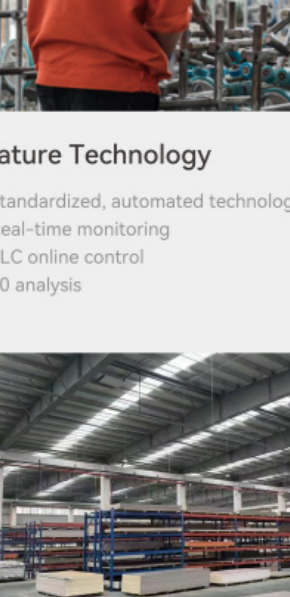 ature Technology
tandardized, automated technolog
eal-time monitoring
LC online control
0 analysis